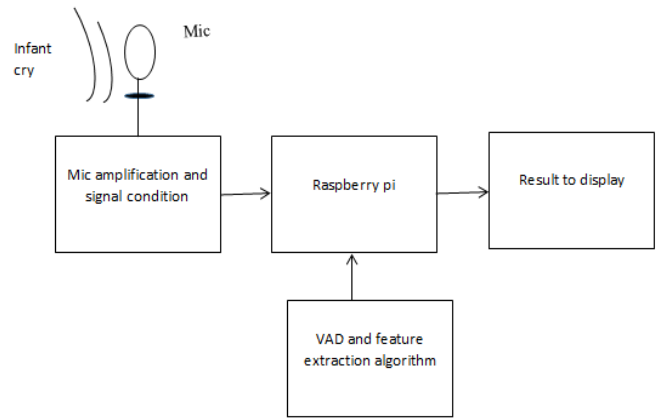 Infant
cry
Mic
Mic amplification and
signal condition
Raspberry pi
Result to display
VAD and feature
extraction algorithm